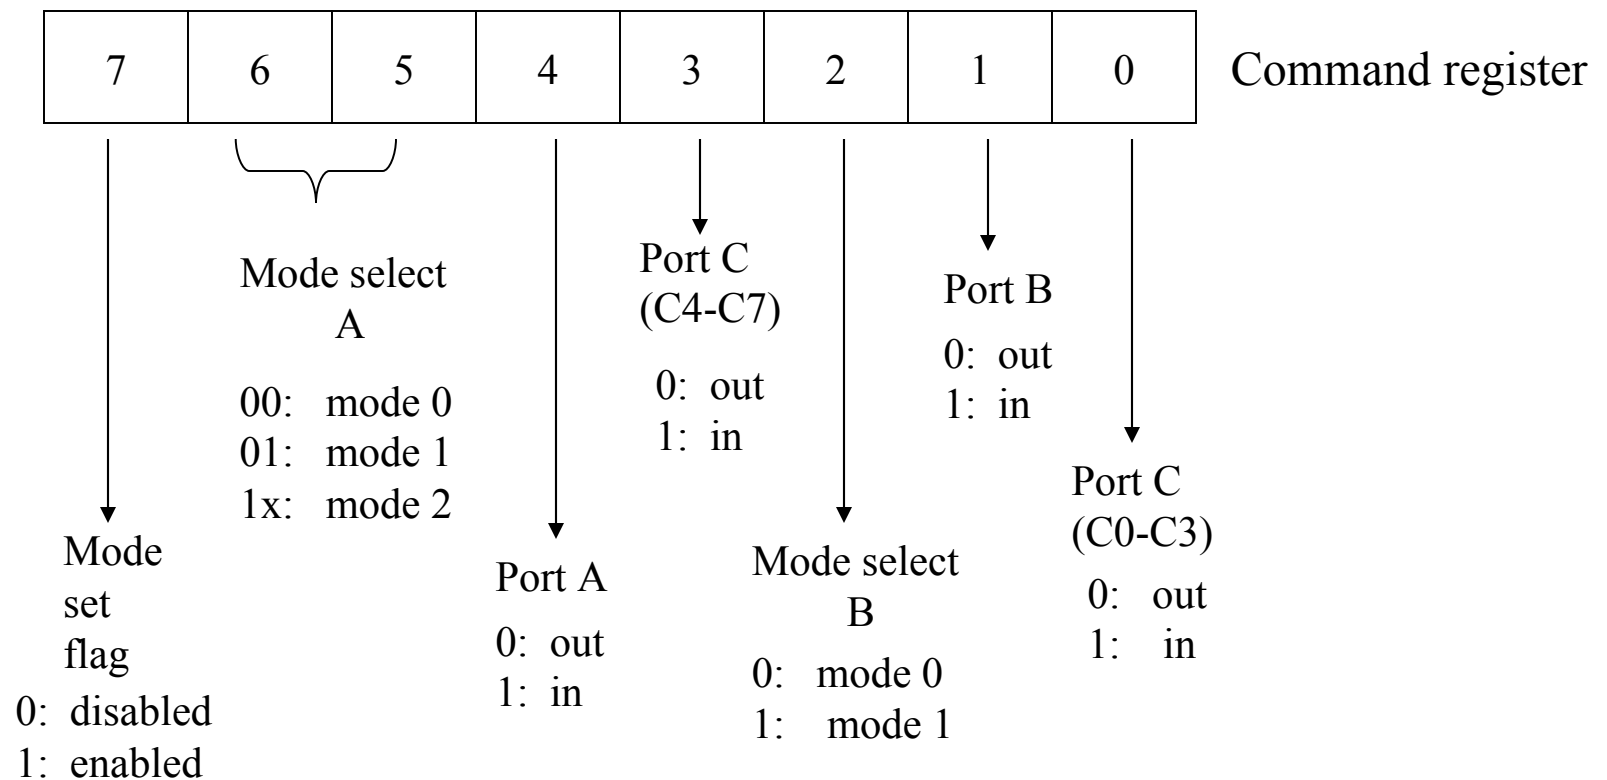 7 6 5 4 3 2 1 0 Command register
Mode select
A
00: mode 0
01: mode 1
1x: mode 2
Port C
(C4-C7)
0: out
1: in
Port B
0: out
1: in
Port C
(C0-C3)
0: out
1: in
Mode
set
flag
0: disabled
1: enabled
Port A
0: out
1: in
Mode select
B
0: mode 0
1: mode 1